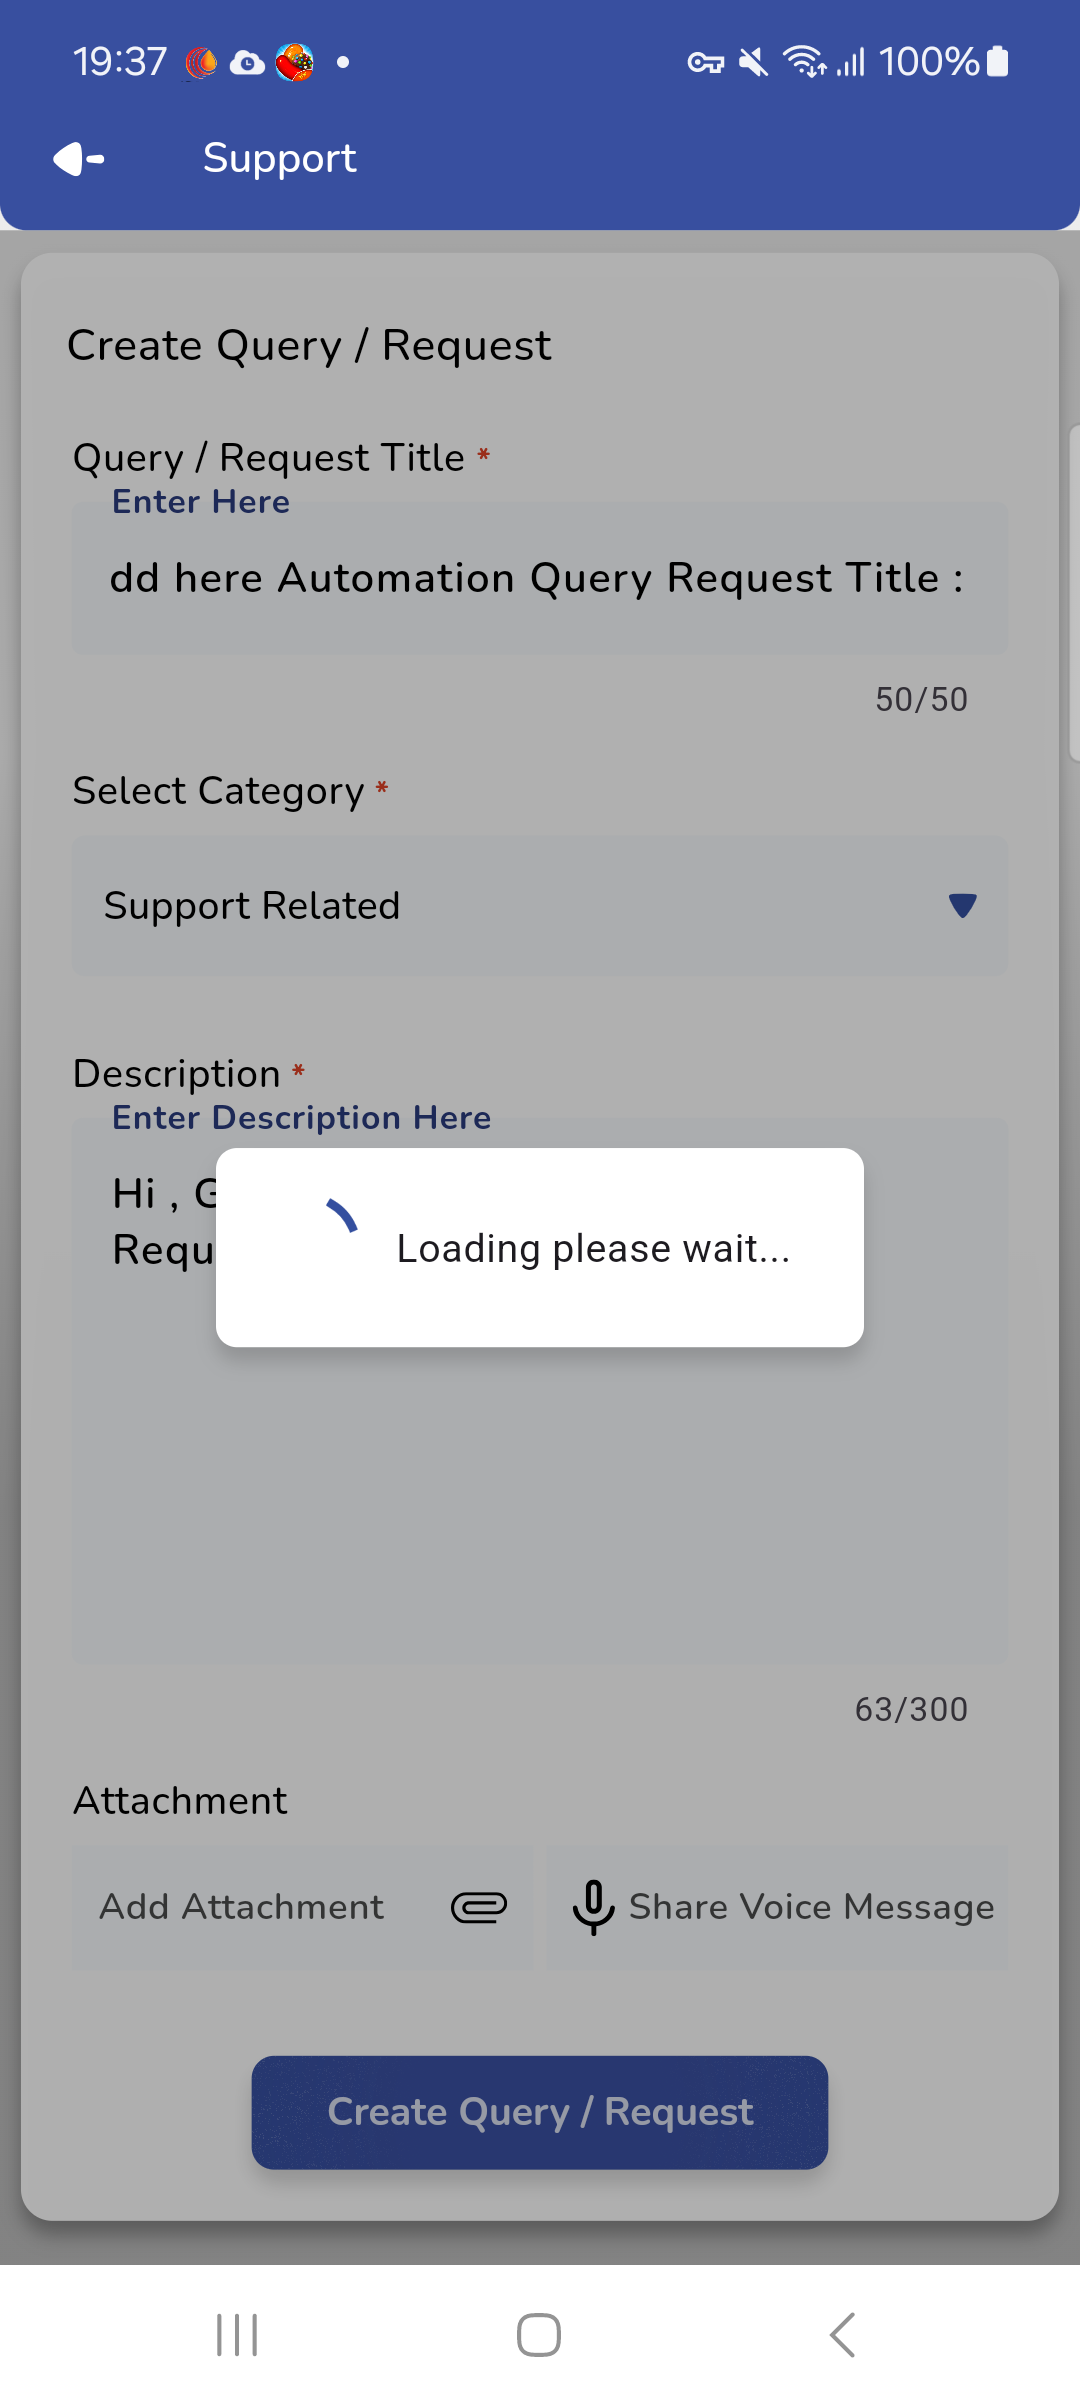 19:37
100%
Support
Create Query / Request
Query / Request Title *
Enter Here
dd here Automation Query Request Title :
50/50
Select Category *
Support Related
Description *
Enter Description Here
Hi ,
Loading please wait...
63/300
Attachment
Add Attachment
Share Voice Message
Create Query / Request